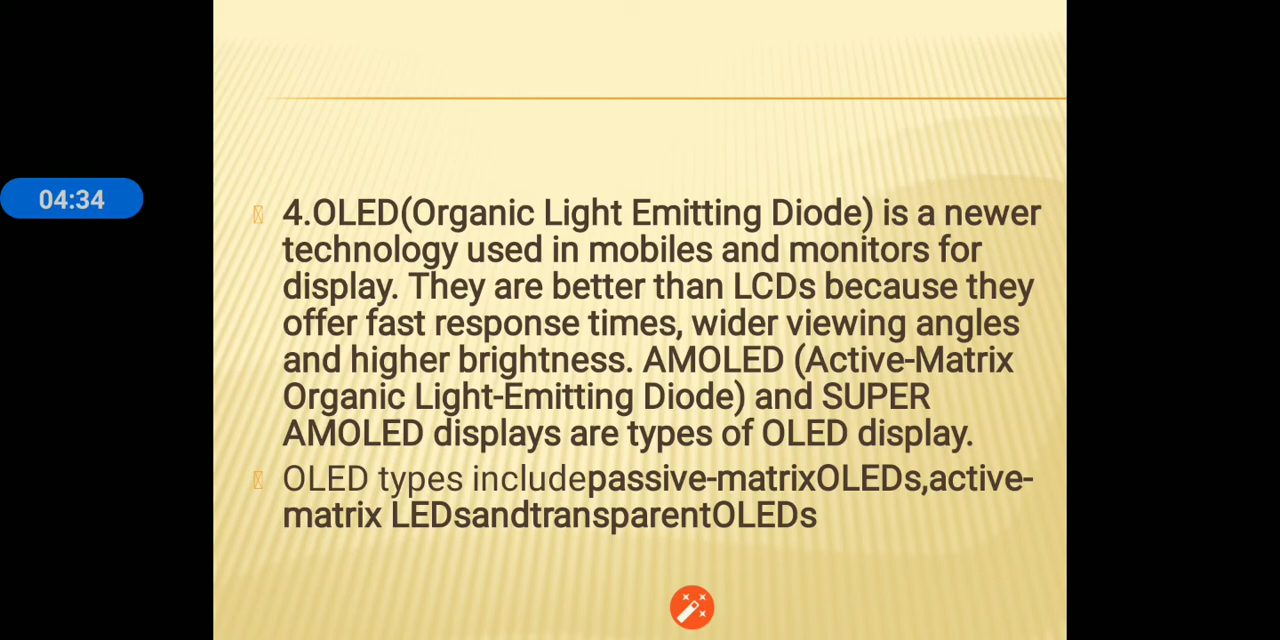 04:34
4.OLED(Organic Light Emitting Diode) is a newer
technology used in mobiles and monitors for
display. They are better than LCDs because they
offer fast response times, wider viewing angles
and higher brightness. AMOLED (Active-Matrix
Organic Light-Emitting Diode) and SUPER
AMOLED displays are types of OLED display.
OLED types includepassive-matrixOLEDs,active-
matrix LEDsandtransparentOLEDs